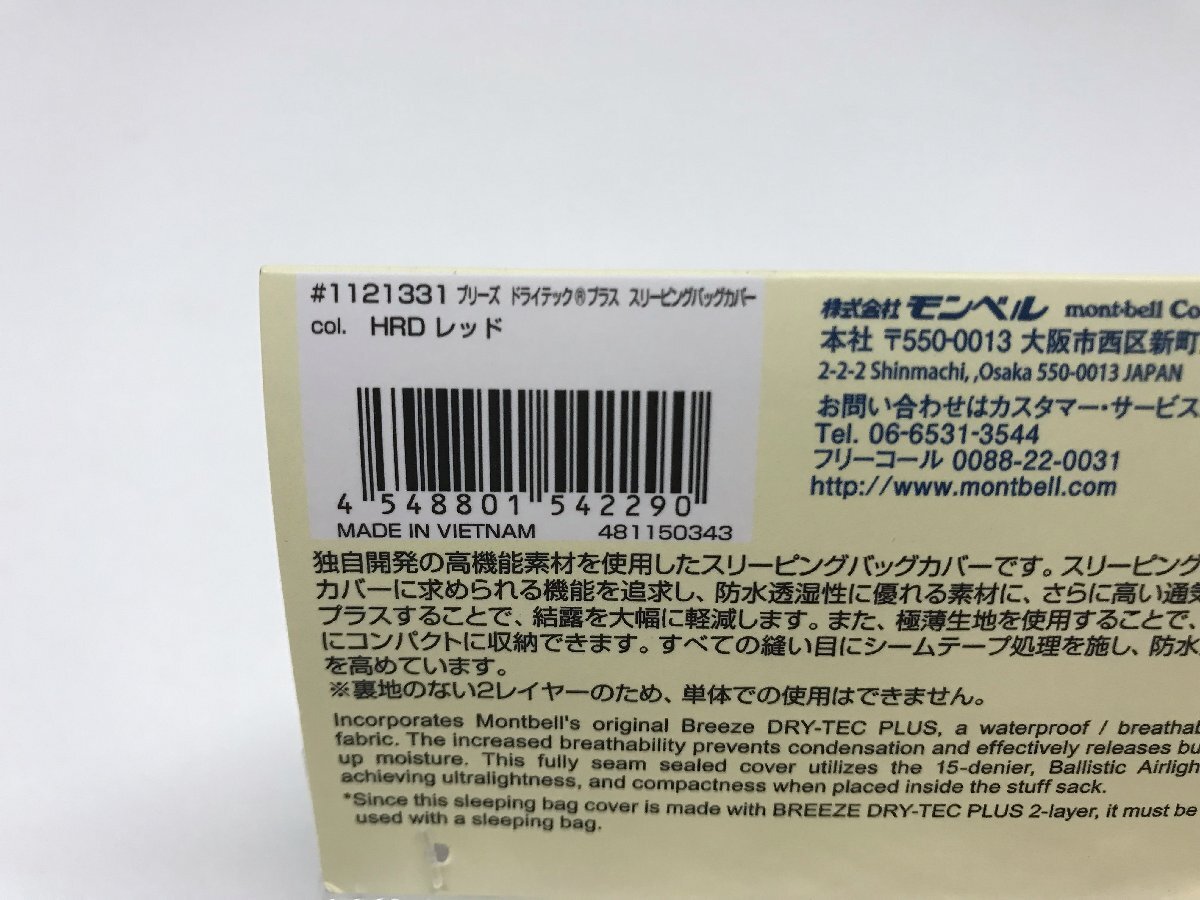 #1121331 ブリーズ ドライテック®プラス スリーピングバッグカバー
col. HRD レッド
4 548801 542290
MADE IN VIETNAM 481150343
株式会社 モンベル mont-bell Co
本社 〒550-0013 大阪市西区新町
2-2-2 Shinmachi, ,Osaka 550-0013 JAPAN
お問い合わせはカスタマー・サービス
Tel. 06-6531-3544
フリーコール 0088-22-0031
http://www.montbell.com
独自開発の高機能素材を使用したスリーピングバッグカバーです。スリーピング
カバーに求められる機能を追求し、防水透湿性に優れる素材に、さらに高い通気
プラスすることで、結露を大幅に軽減します。また、極薄生地を使用することで、
にコンパクトに収納できます。すべての縫い目にシームテープ処理を施し、防水
を高めています。
※裏地のない2レイヤーのため、単体での使用はできません。
Incorporates Montbell's original Breeze DRY-TEC PLUS, a waterproof / breathab
fabric. The increased breathability prevents condensation and effectively releases bu
up moisture. This fully seam sealed cover utilizes the 15-denier, Ballistic Airligh
achieving ultralightness, and compactness when placed inside the stuff sack.
*Since this sleeping bag cover is made with BREEZE DRY-TEC PLUS 2-layer, it must be
used with a sleeping bag.